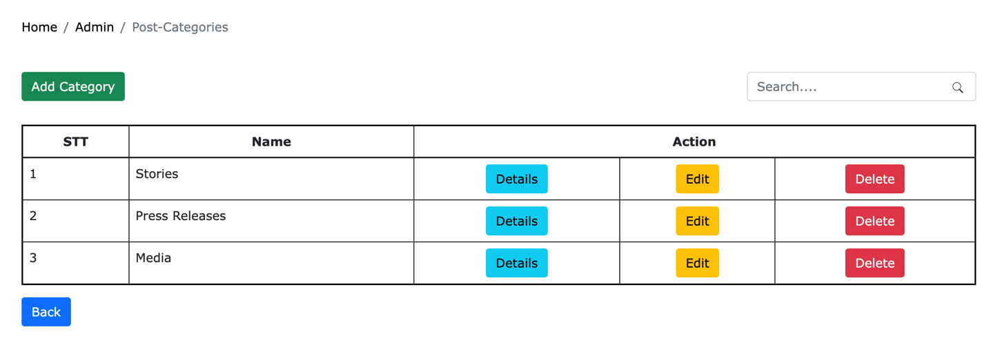 Home / Admin / Post-Categories
Add Category Search....
STT Name Action
1 Stories Details Edit Delete
2 Press Releases Details Edit Delete
3 Media Details Edit Delete
Back